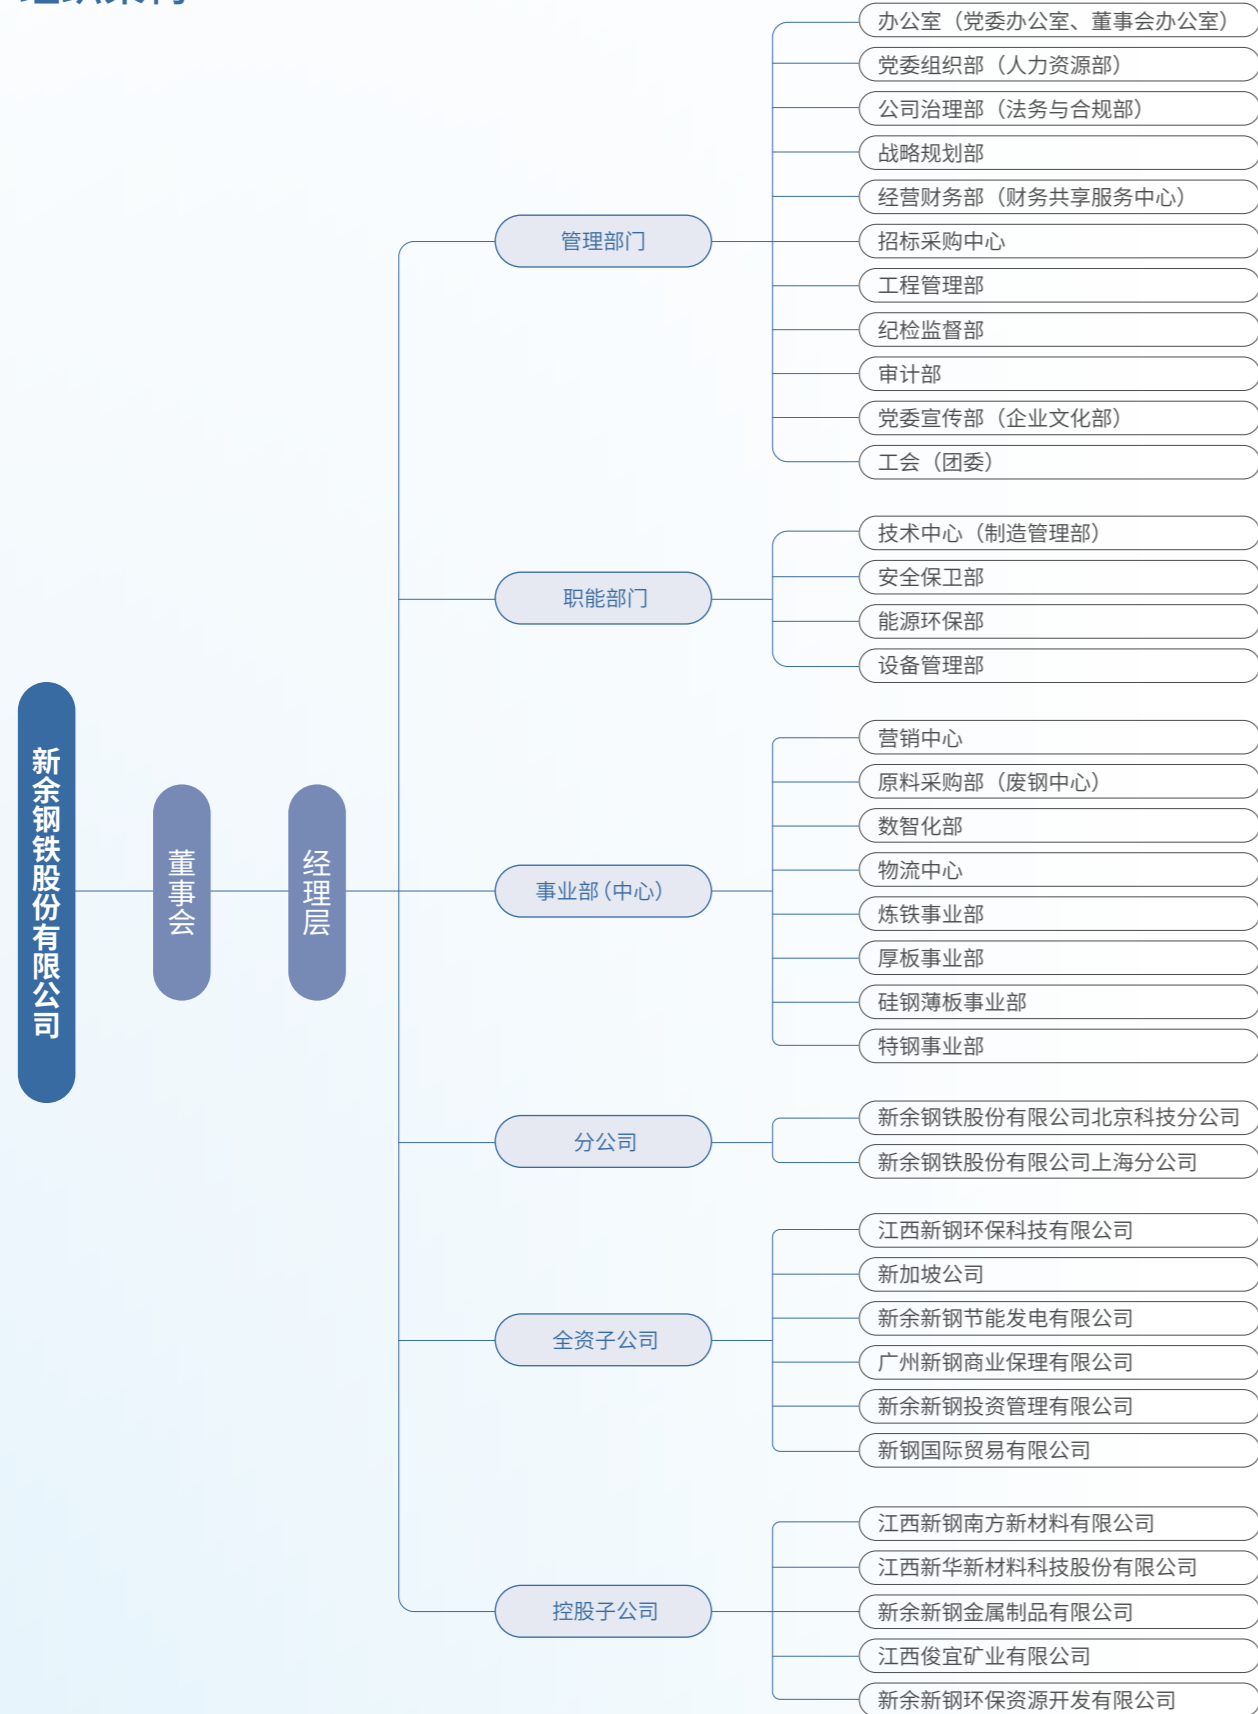 新余钢铁股份有限公司
董事会
经理层
管理部门
办公室（党委办公室、董事会办公室）
党委组织部（人力资源部）
公司治理部（法务与合规部）
战略规划部
经营财务部（财务共享服务中心）
招标采购中心
工程管理部
纪检监督部
审计部
党委宣传部（企业文化部）
工会（团委）
职能部门
技术中心（制造管理部）
安全保卫部
能源环保部
设备管理部
事业部（中心）
营销中心
原料采购部（废钢中心）
数智化部
物流中心
炼铁事业部
厚板事业部
硅钢薄板事业部
特钢事业部
分公司
新余钢铁股份有限公司北京科技分公司
新余钢铁股份有限公司上海分公司
全资子公司
江西新钢环保科技有限公司
新加坡公司
新余新钢节能发电有限公司
广州新钢商业保理有限公司
新余新钢投资管理有限公司
新钢国际贸易有限公司
控股子公司
江西新钢南方新材料有限公司
江西新华新材料科技股份有限公司
新余新钢金属制品有限公司
江西俊宜矿业有限公司
新余新钢环保资源开发有限公司